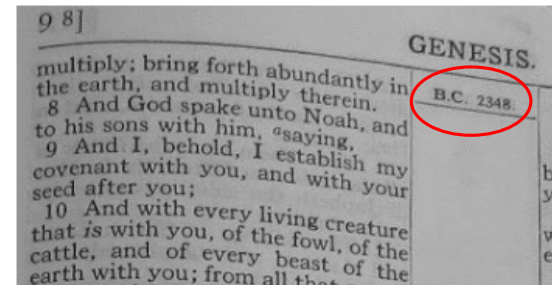 9 8]
GENESIS.
multiply; bring forth abundantly in
the earth, and multiply therein.
8 And God spake unto Noah, and
to his sons with him, ᵃsaying,
9 And I, behold, I establish my
covenant with you, and with your
seed after you;
10 And with every living creature
that is with you, of the fowl, of the
cattle, and of every beast of the
earth with you; from all that
B.C. 2348.
b
y
w
e